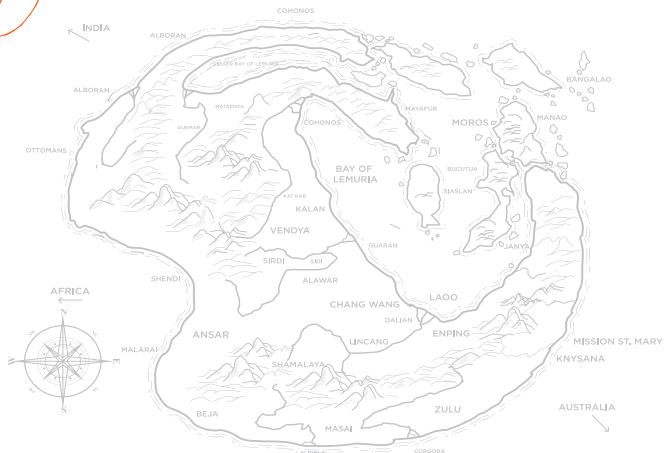 COHONOS
INDIA
ALBORAN
LESSER BAY OF LEMURIA
BANGALAO
ALBORAN
MAYAFUR
MANAO
MOROS
COHONOS
OTTOMANS
BAY OF
LEMURIA
BUCUTUA
SIASLAN
KALAN
VENDYA
GUARAN
JANYA
SIRDI
SIDI
SHENDI
ALAWAR
AFRICA
N
LAOO
CHANG WANG
DALIAN
ANSAR
ENPING
LINCANG
MISSION ST. MARY
MALARAI
KNYSANA
W
E
SHAMALAYA
S
BEJA
ZULU
AUSTRALIA
MASAI
CORGORA